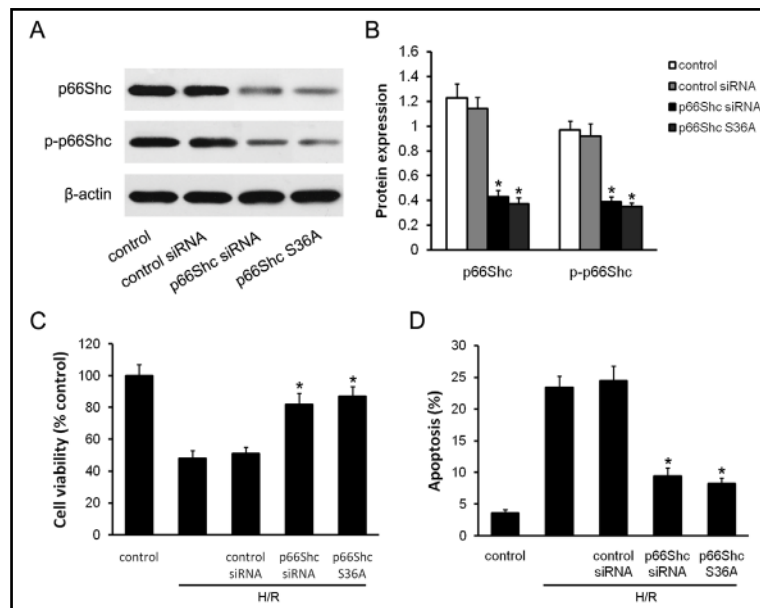 A
p66Shc
p-p66Shc
β-actin
control
control siRNA
p66Shc siRNA
p66Shc S36A
B
Protein expression
1.6
1.4
1.2
1
0.8
0.6
0.4
0.2
0
* * * *
p66Shc p-p66Shc
control
control siRNA
p66Shc siRNA
p66Shc S36A
C
Cell viability (% control)
120
100
80
60
40
20
0
* *
control control siRNA p66Shc siRNA p66Shc S36A
H/R
D
Apoptosis (%)
30
25
20
15
10
5
0
* *
control control siRNA p66Shc siRNA p66Shc S36A
H/R